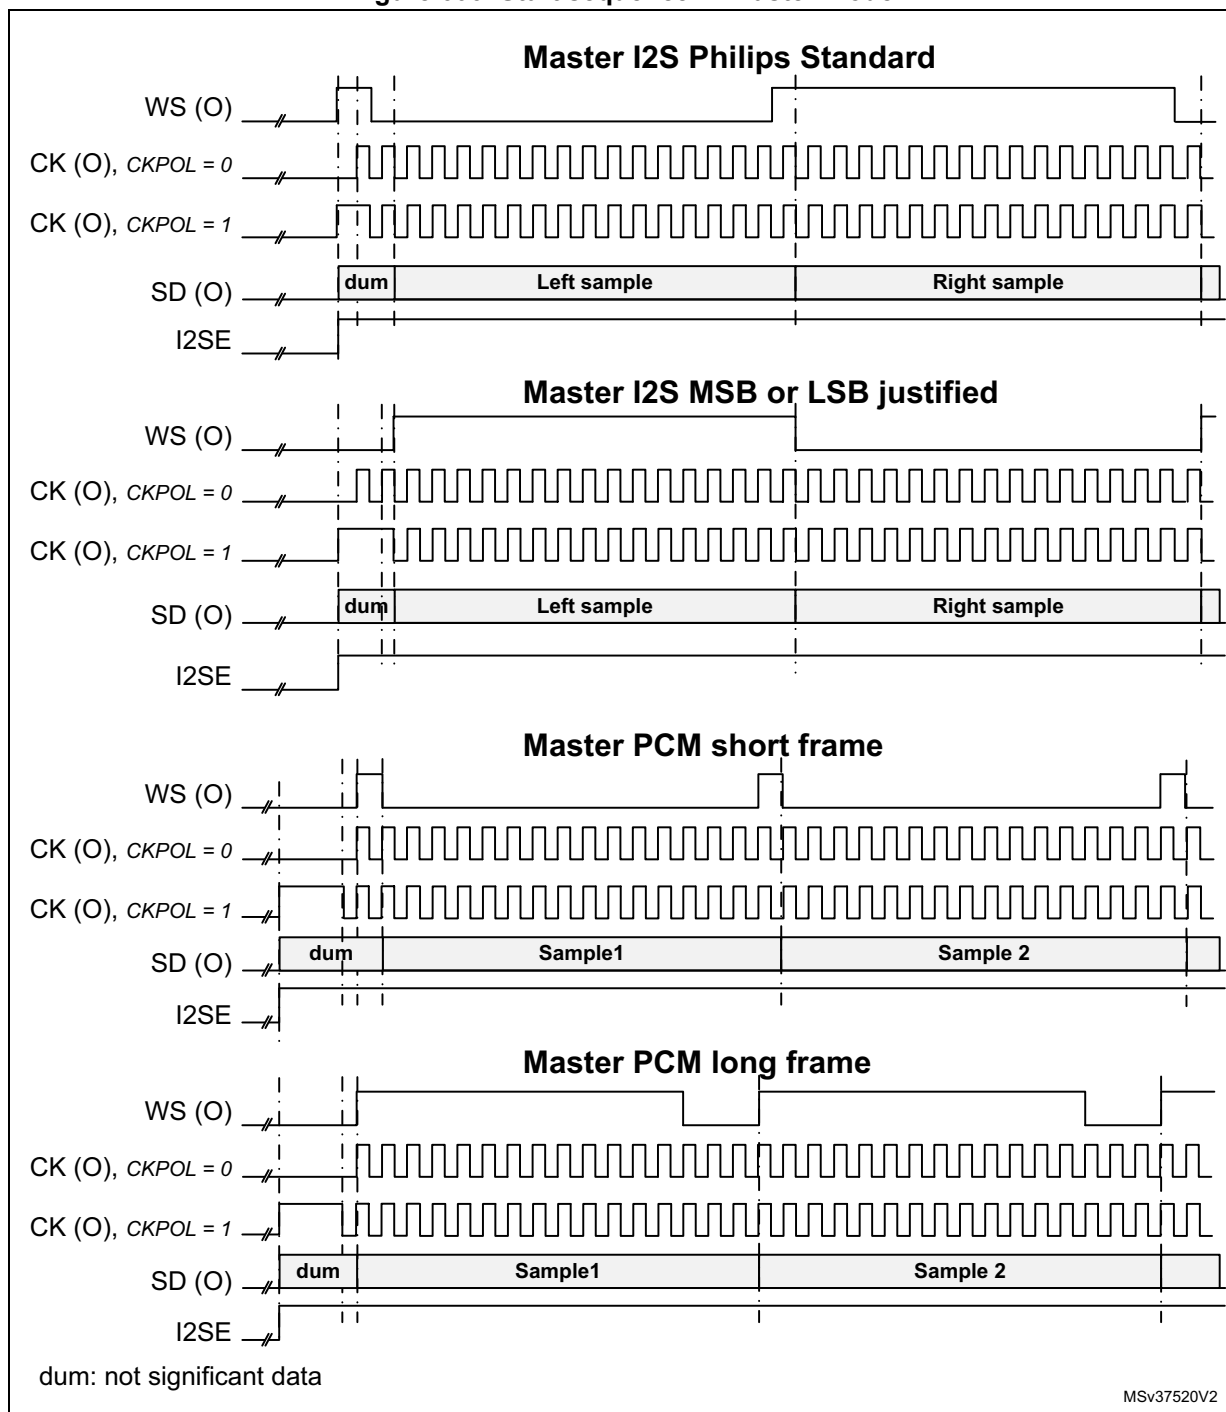 Master I2S Philips Standard
WS (O)
CK (O), CKPOL = 0
CK (O), CKPOL = 1
SD (O)
dum
Left sample
Right sample
I2SE
Master I2S MSB or LSB justified
WS (O)
CK (O), CKPOL = 0
CK (O), CKPOL = 1
SD (O)
dum
Left sample
Right sample
I2SE
Master PCM short frame
WS (O)
CK (O), CKPOL = 0
CK (O), CKPOL = 1
SD (O)
dum
Sample1
Sample 2
I2SE
Master PCM long frame
WS (O)
CK (O), CKPOL = 0
CK (O), CKPOL = 1
SD (O)
dum
Sample1
Sample 2
I2SE
dum: not significant data
MSv37520V2